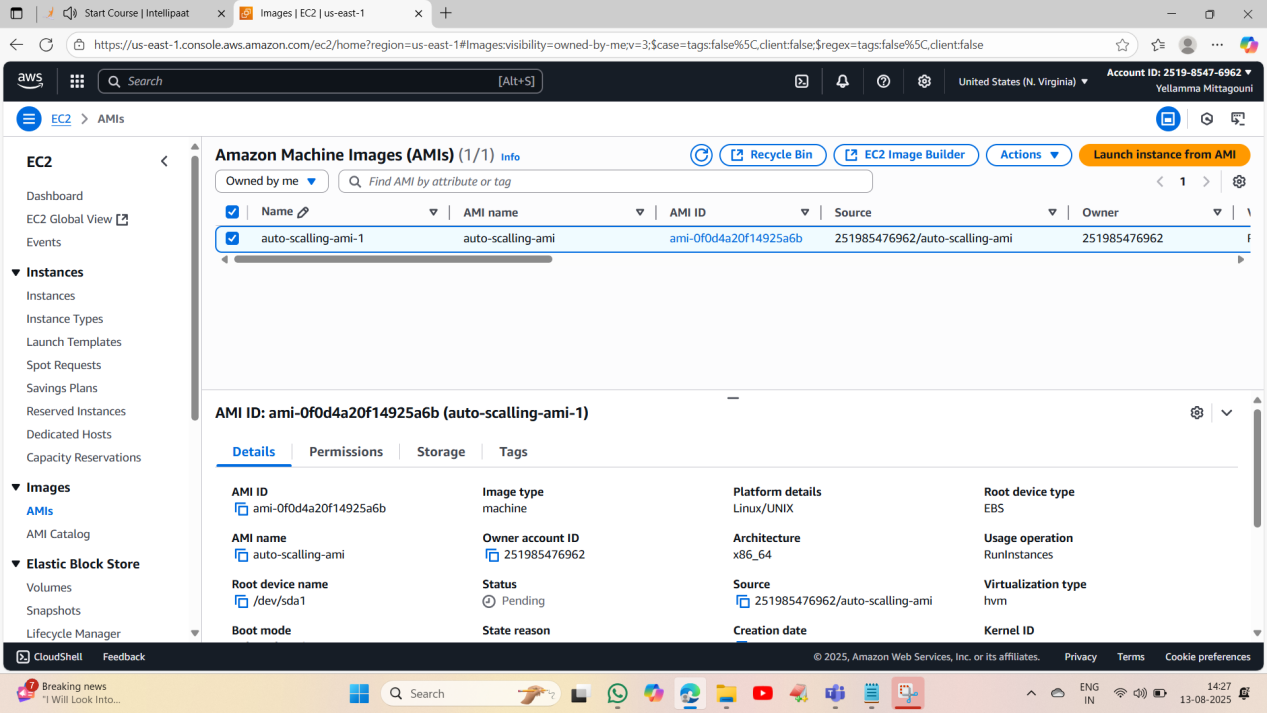 Start Course | Intellipaat
Images | EC2 | us-east-1
https://us-east-1.console.aws.amazon.com/ec2/home?region=us-east-1#Images:visibility=owned-by-me;v=3;$case=tags:false%5C,client:false;$regex=tags:false%5C,client:false
aws
Search [Alt+S]
United States (N. Virginia)
Account ID: 2519-8547-6962
Yellamma Mittagouni
EC2 > AMIs
EC2
Dashboard
EC2 Global View
Events
Instances
Instances
Instance Types
Launch Templates
Spot Requests
Savings Plans
Reserved Instances
Dedicated Hosts
Capacity Reservations
Images
AMIs
AMI Catalog
Elastic Block Store
Volumes
Snapshots
Lifecycle Manager
Amazon Machine Images (AMIs) (1/1) Info
Recycle Bin
EC2 Image Builder
Actions
Launch instance from AMI
Owned by me
Find AMI by attribute or tag
1
Name AMI name AMI ID Source Owner
auto-scalling-ami-1 auto-scalling-ami ami-0f0d4a20f14925a6b 251985476962/auto-scalling-ami 251985476962
AMI ID: ami-0f0d4a20f14925a6b (auto-scalling-ami-1)
Details Permissions Storage Tags
AMI ID Image type Platform details Root device type
ami-0f0d4a20f14925a6b machine Linux/UNIX EBS
AMI name Owner account ID Architecture Usage operation
auto-scalling-ami 251985476962 x86_64 RunInstances
Root device name Status Source Virtualization type
/dev/sda1 Pending 251985476962/auto-scalling-ami hvm
Boot mode State reason Creation date Kernel ID
CloudShell Feedback © 2025, Amazon Web Services, Inc. or its affiliates. Privacy Terms Cookie preferences
7
Breaking news
"I Will Look Into...
Search
ENG
IN
14:27
13-08-2025